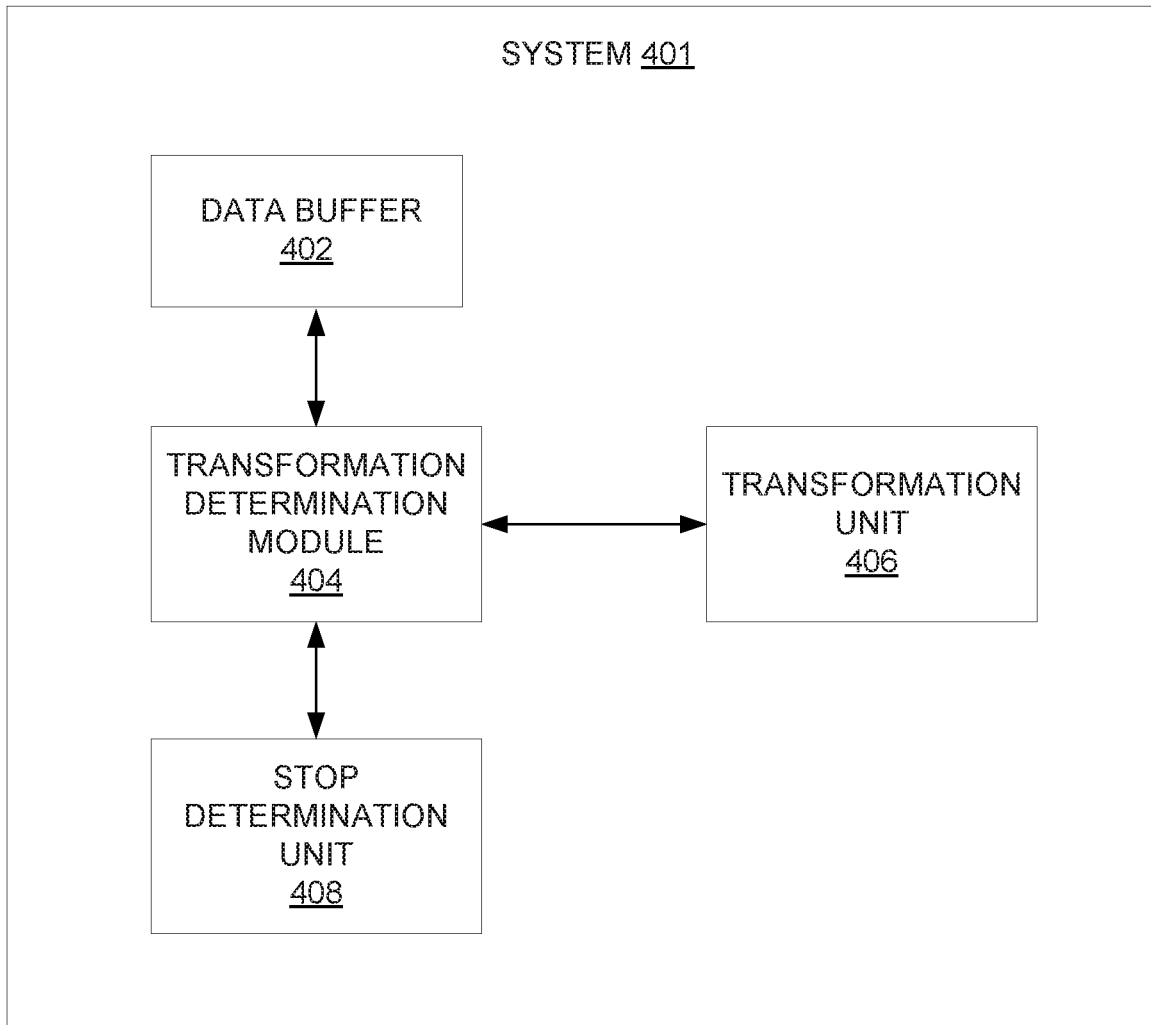 SYSTEM 401
DATA BUFFER
402
TRANSFORMATION
DETERMINATION
MODULE
404
TRANSFORMATION
UNIT
406
STOP
DETERMINATION
UNIT
408